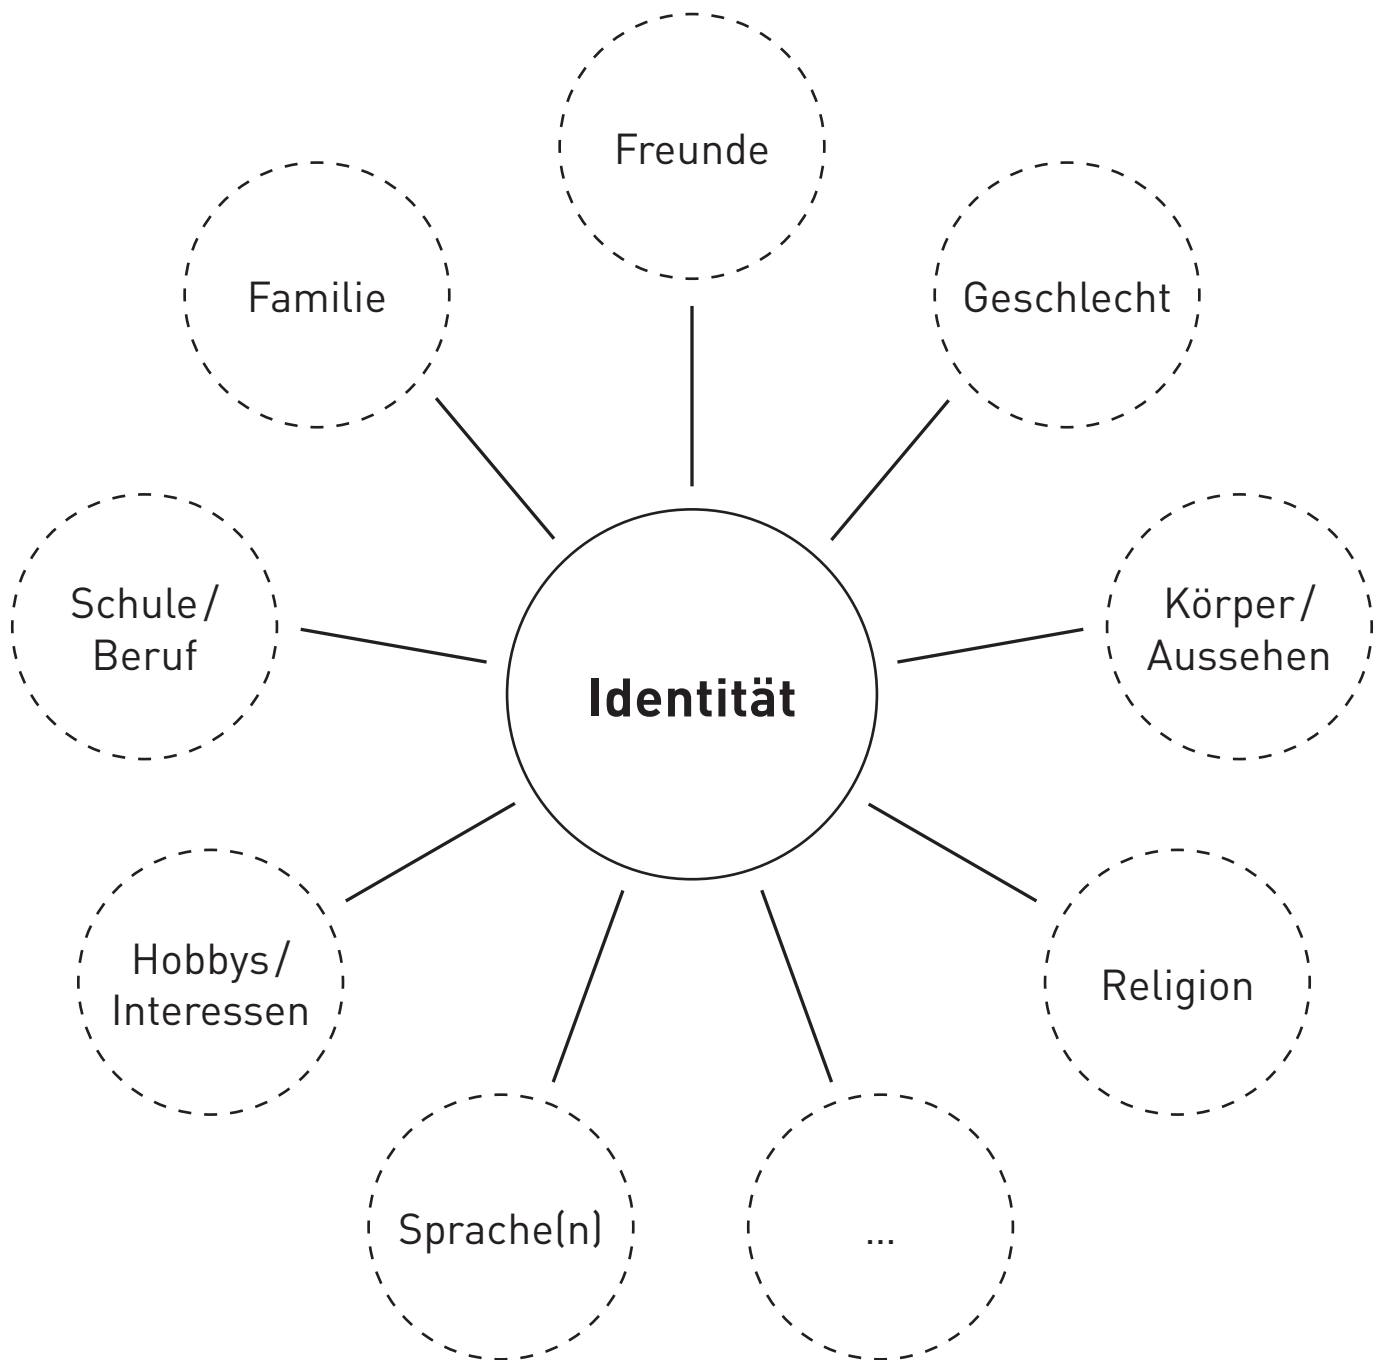 Freunde
Familie
Geschlecht
Schule/
Beruf
Körper/
Aussehen
Identität
Hobbys/
Interessen
Religion
Sprache(n)
...